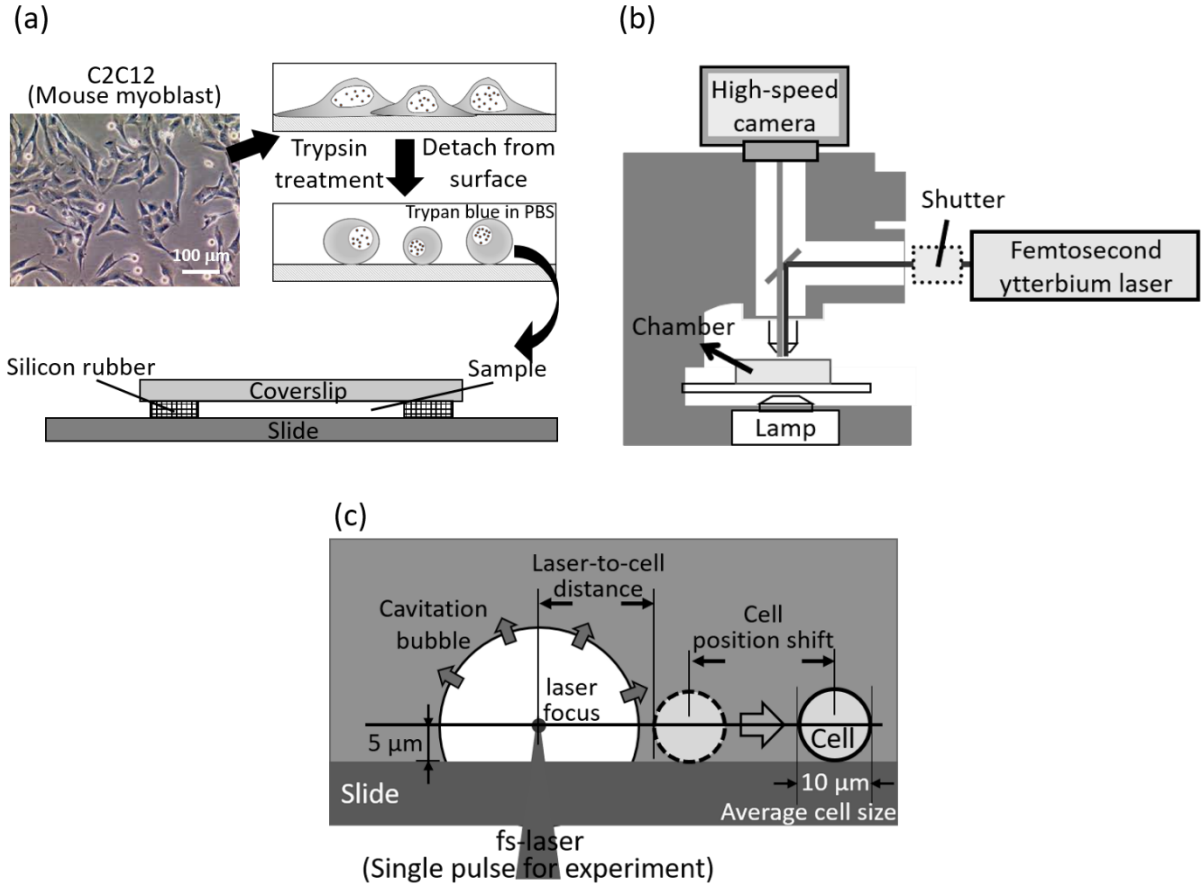 (a)
C2C12
(Mouse myoblast)
100 μm
Trypsin
treatment
Detach from
surface
Trypan blue in PBS
Silicon rubber
Sample
Coverslip
Slide
(b)
High-speed
camera
Shutter
Femtosecond
ytterbium laser
Chamber
Lamp
(c)
Laser-to-cell
distance
Cavitation
bubble
Cell
position shift
laser
focus
5 μm
Cell
Slide
10 μm
Average cell size
fs-laser
(Single pulse for experiment)